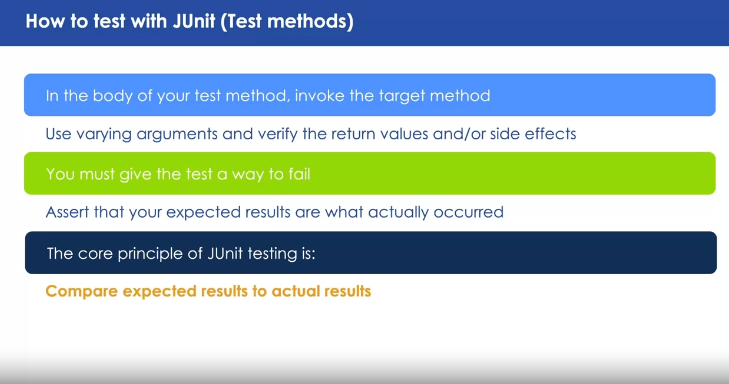 How to test with JUnit (Test methods)
In the body of your test method, invoke the target method
Use varying arguments and verify the return values and/or side effects
You must give the test a way to fail
Assert that your expected results are what actually occurred
The core principle of JUnit testing is:
Compare expected results to actual results